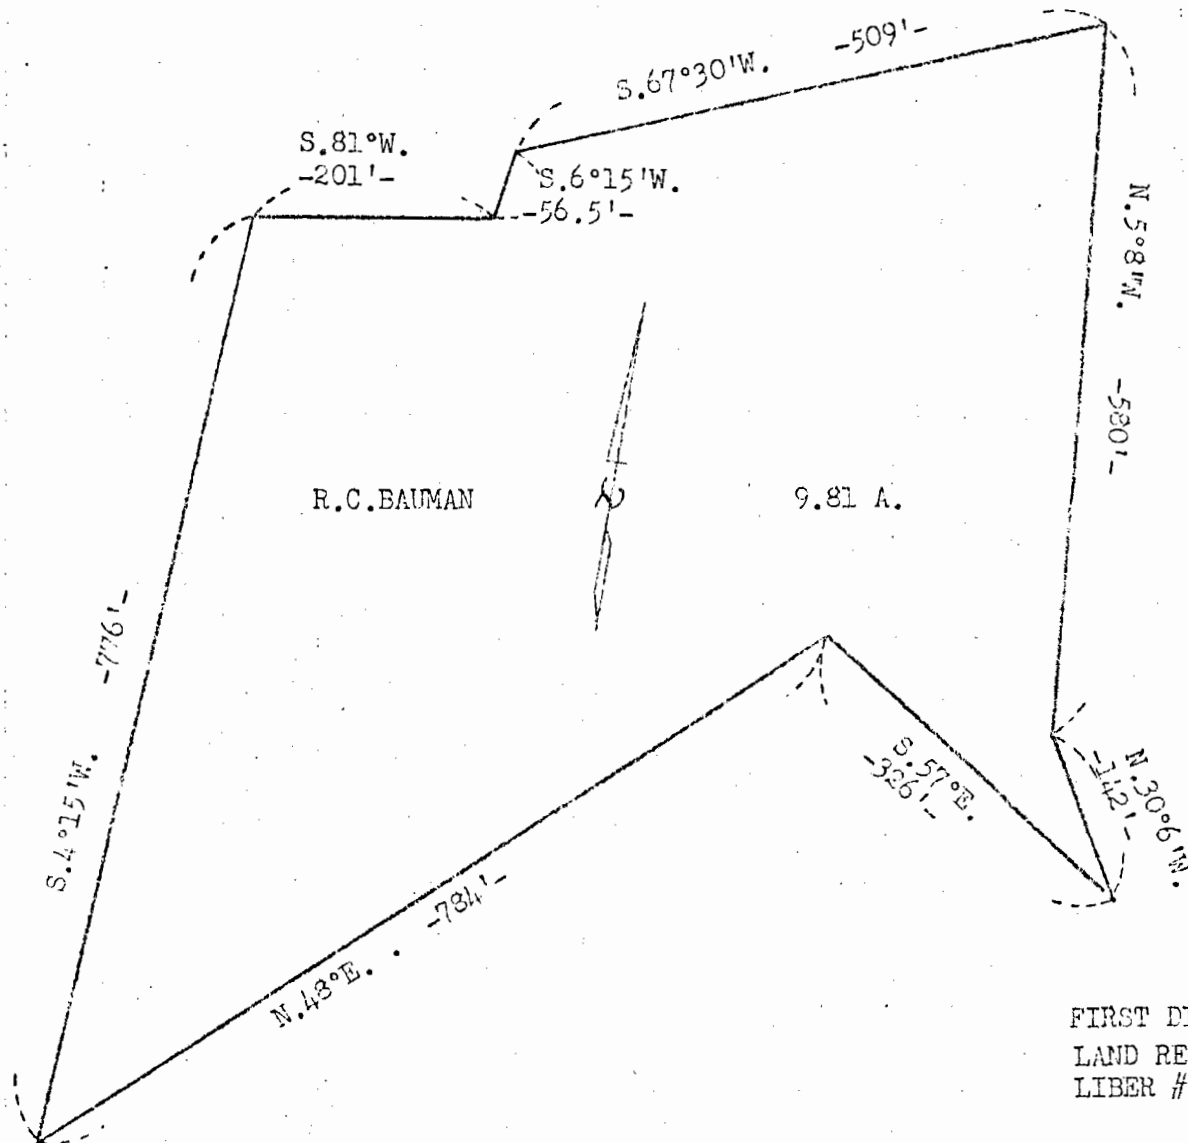 S.67°30'W. -509'-
S.81°W.
-201'-
S.6°15'W.
-56.5'-
N.5°8'W. -580'-
R.C.BAUMAN
9.81 A.
S.4°15'W. -776'-
S.57°E.
-326'-
N.30°6'W.
-142'-
N.48°E. . -784'-
FIRST
LAND
LIBER #